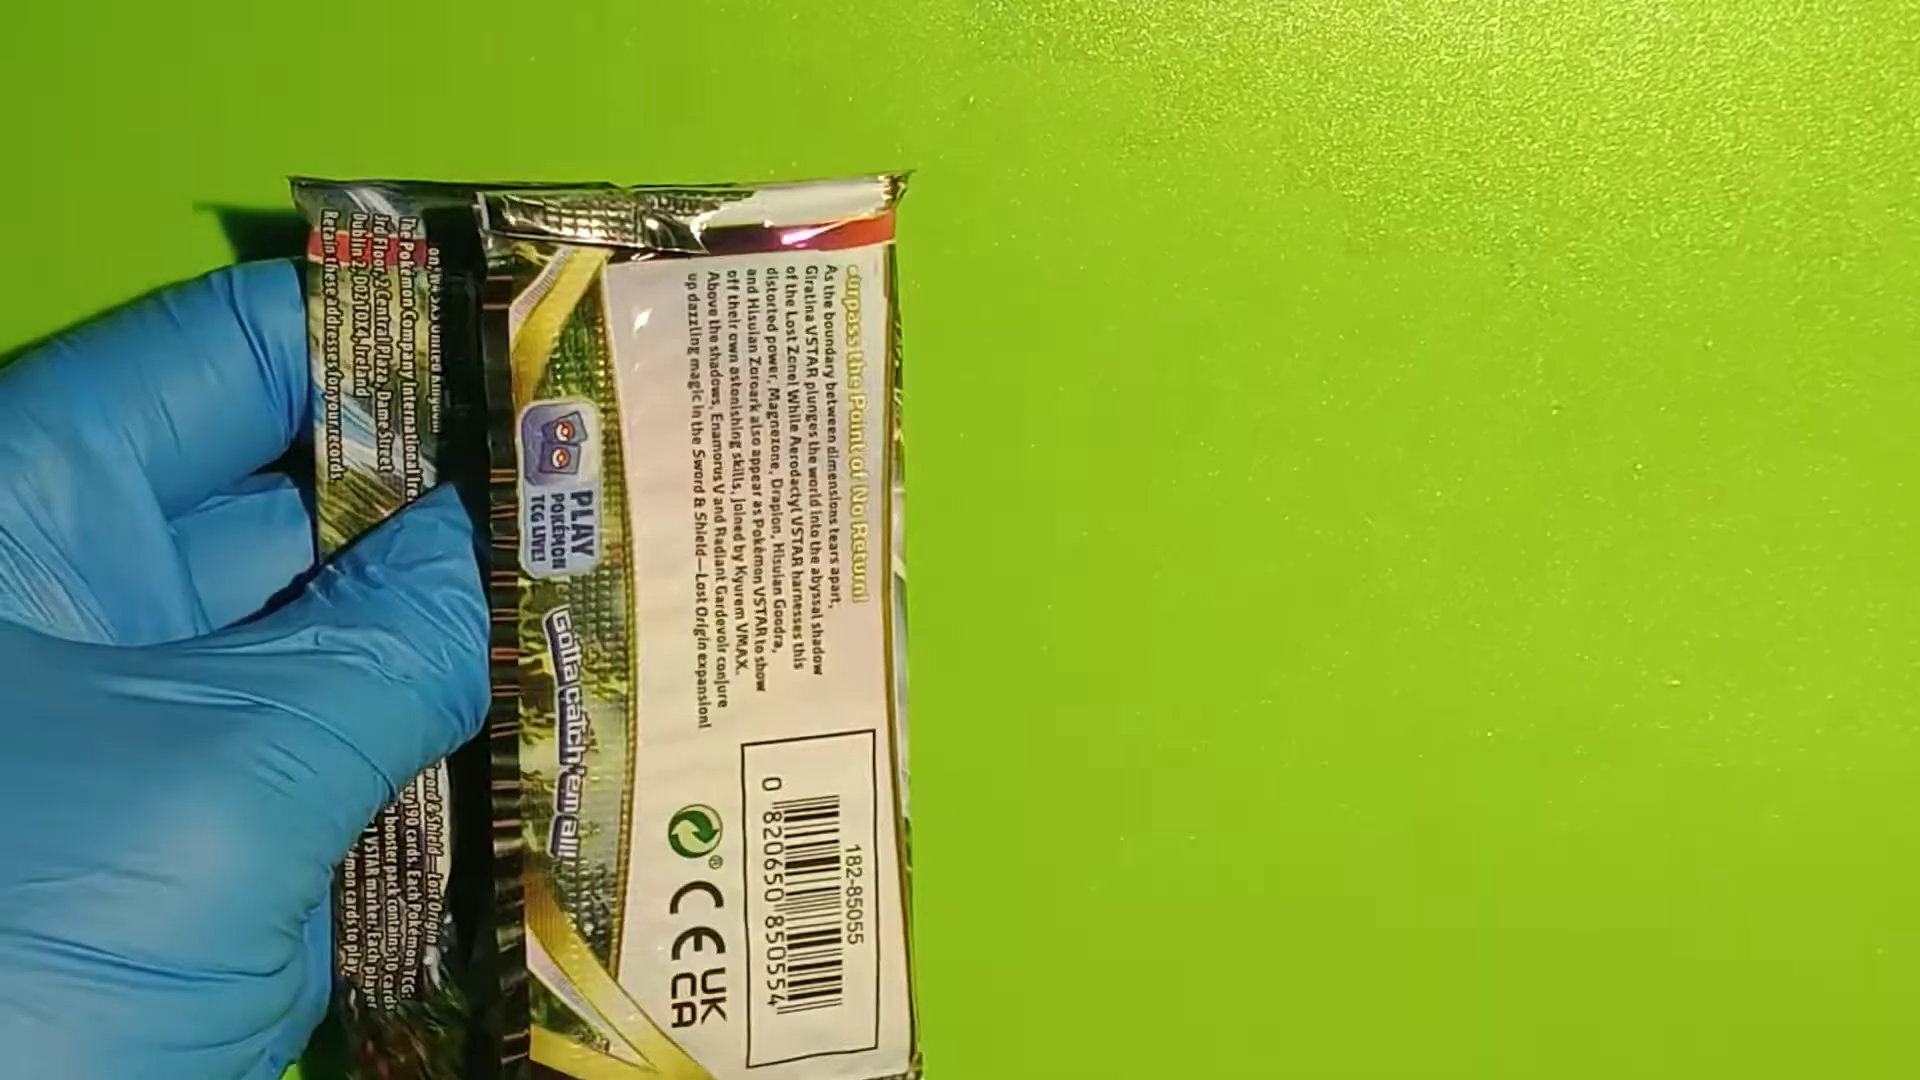 the Point of No Return!
As the boundary between dimensions tears apart,
Giratina VSTAR plunges the world into the abyssal shadow
of the Lost Zone! While Aerodactyl VSTAR harnesses this
distorted power, Magnezone, Drapion, Hisuian Goodra,
and Hisuian Zoroark also appear as Pokémon VSTAR to show
off their own astonishing skills, joined by Kyurem VMAX.
Above the shadows, Enamorus V and Radiant Gardevoir conjure
up dazzling magic in the Sword & Shield—Lost Origin expansion!
182-85055
0 820650 850554
®
CE
UK
CA
PLAY
POKÉMON
TCG LIVE!
Gotta catch 'em all!
The Pokémon Company International
3rd Floor, 2 Central Plaza, Dame Street
Dublin 2, D02 T0X4, Ireland
Retain these addresses for your records.
& Shield—Lost Origin
190 cards. Each Pokémon TCG:
booster pack contains 10 cards
1 VSTAR marker. Each player
cards to play.